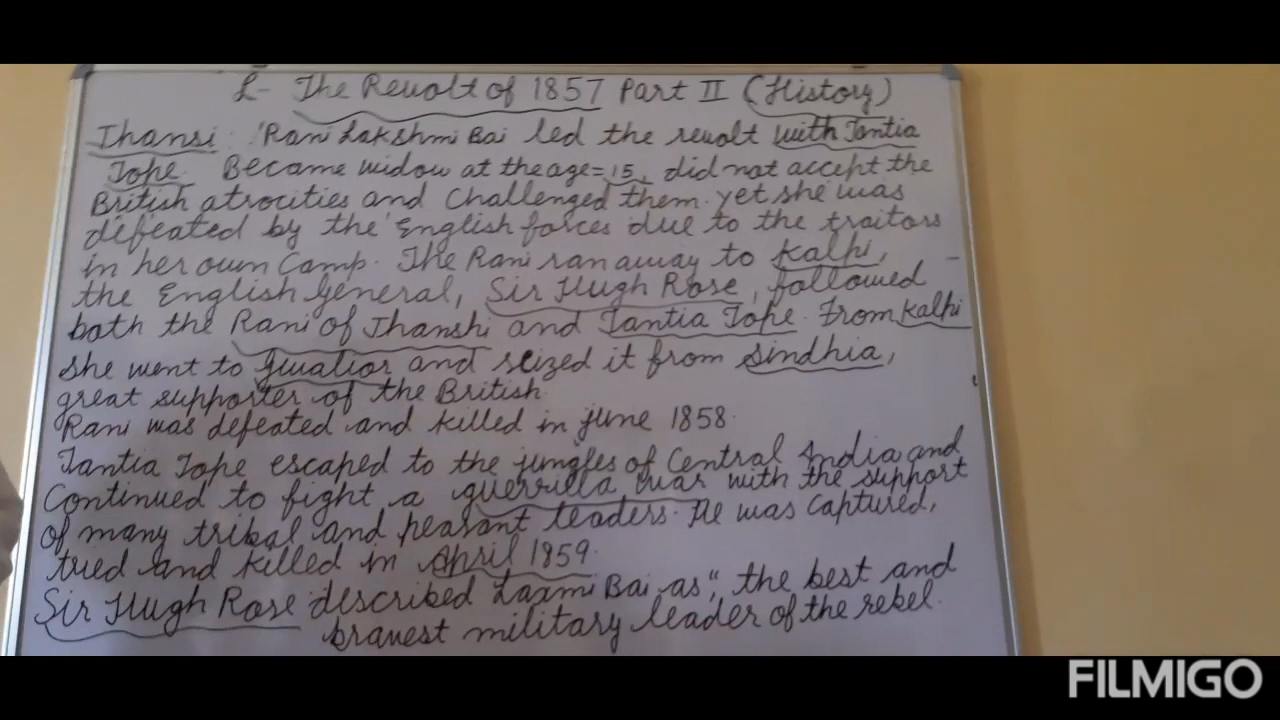 L- The Revolt of 1857 Part II (History)
Jhansi : 'Rani Lakshmi Bai led the revolt with Tantia
Tope. Became widow at the age=15, did not accept the
British atrocities and Challenged them. yet she was
defeated by the English forces due to the traitors
in her own Camp. The Rani ran away to Kalhi,
the English General, Sir Hugh Rose, followed
both the Rani of Jhanshi and Tantia Tope. From Kalhi
she went to Gwalior and seized it from Sindhia,
great supporter of the British.
Rani was defeated and killed in june 1858.
Tantia Tope escaped to the jungles of Central India and
Continued to fight a guerrilla war with the support
of many tribal and peasant leaders. He was Captured,
tried and killed in April 1859.
Sir Hugh Rose described Laxmi Bai as," the best and
bravest military leader of the rebel.
FILMIGO